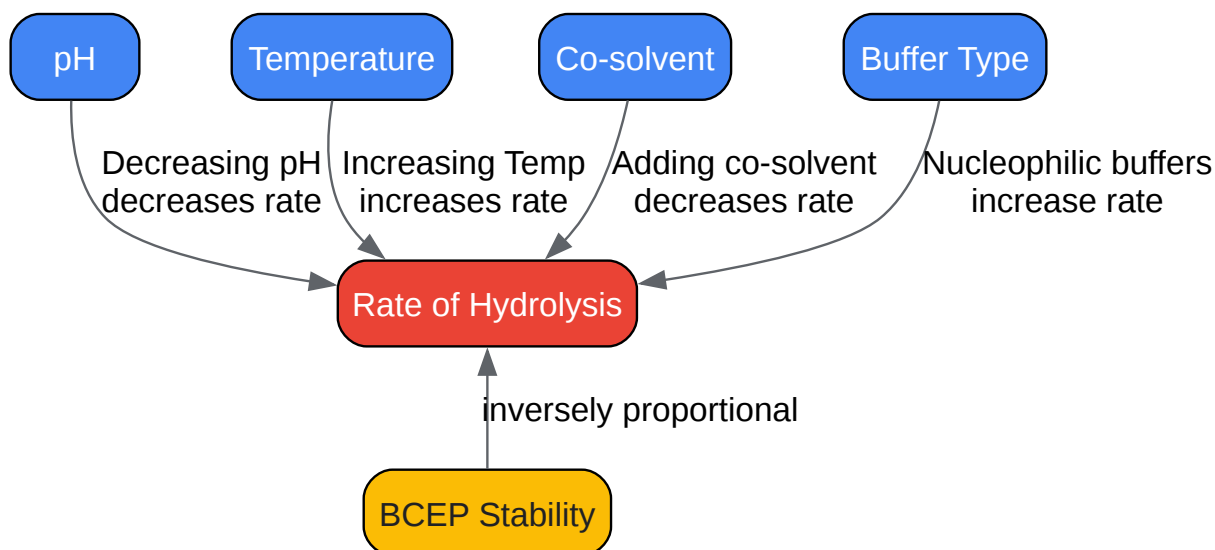 pH
Temperature
Co-solvent
Buffer Type
Decreasing pH
decreases rate
Increasing Temp
increases rate
Adding co-solvent
decreases rate
Nucleophilic buffers
increase rate
Rate of Hydrolysis
inversely proportional
BCEP Stability